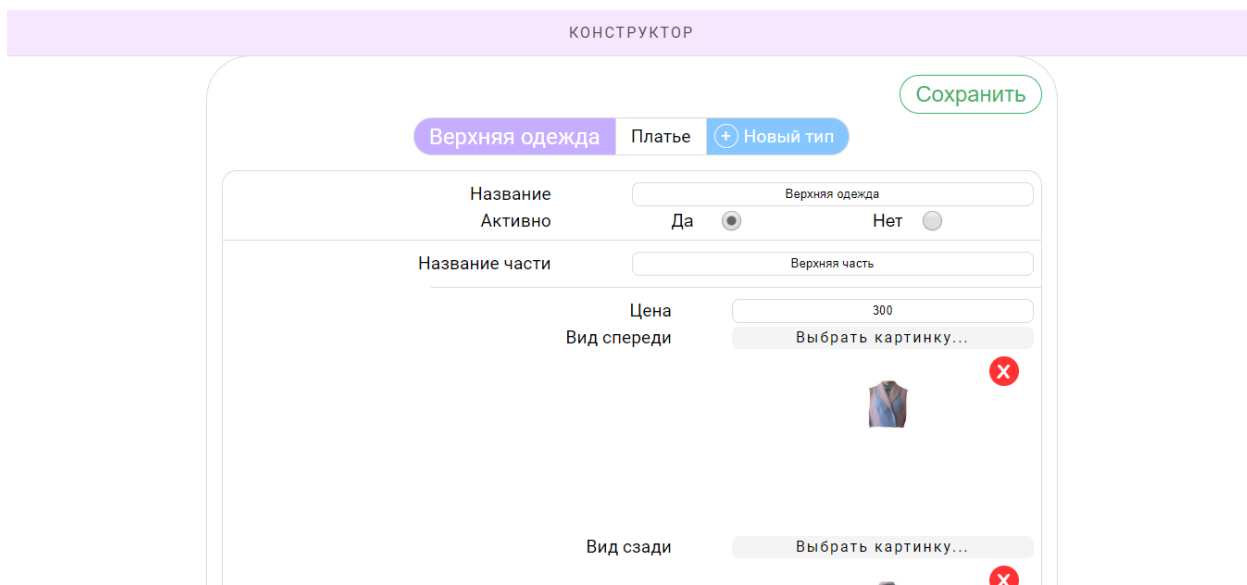 КОНСТРУКТОР
Сохранить
Верхняя одежда Платье + Новый тип
Название Верхняя одежда
Активно Да Нет
Название части Верхняя часть
Цена 300
Вид спереди Выбрать картинку...
X
Вид сзади Выбрать картинку...
X